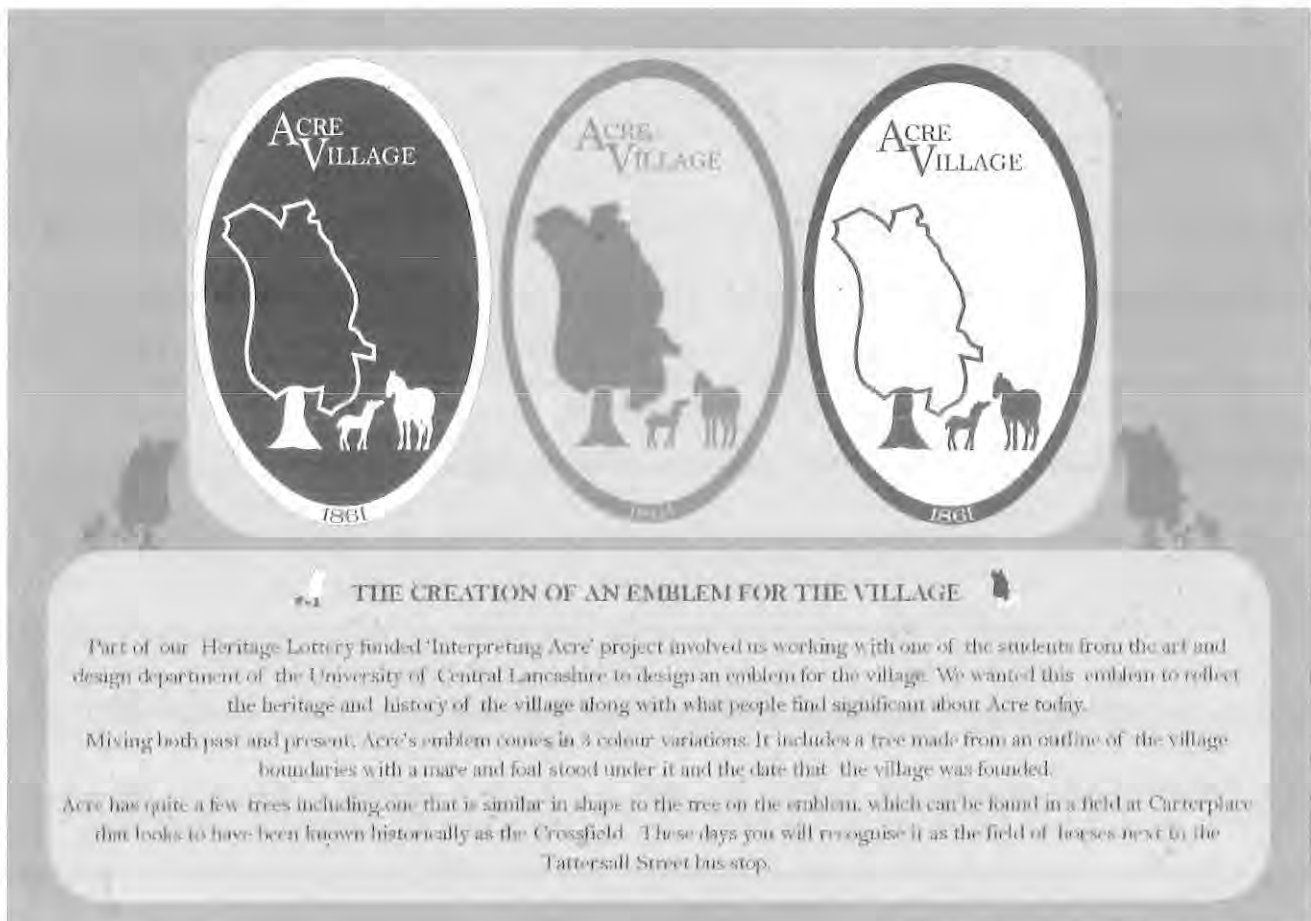 ACRE
VILLAGE
1861
ACRE
VILLAGE
1861
ACRE
VILLAGE
1861
THE CREATION OF AN EMBLEM FOR THE VILLAGE
Part of our Heritage Lottery funded 'Interpreting Acre' project involved us working with one of the students from the art and
design department of the University of Central Lancashire to design an emblem for the village. We wanted this emblem to reflect
the heritage and history of the village along with what people find significant about Acre today.
Mixing both past and present, Acre's emblem comes in 3 colour variations. It includes a tree made from an outline of the village
boundaries with a mare and foal stood under it and the date that the village was founded.
Acre has quite a few trees including one that is similar in shape to the tree on the emblem, which can be found in a field at Carterplace
that looks to have been known historically as the Crossfield. These days you will recognise it as the field of horses next to the
Tattersall Street bus stop.